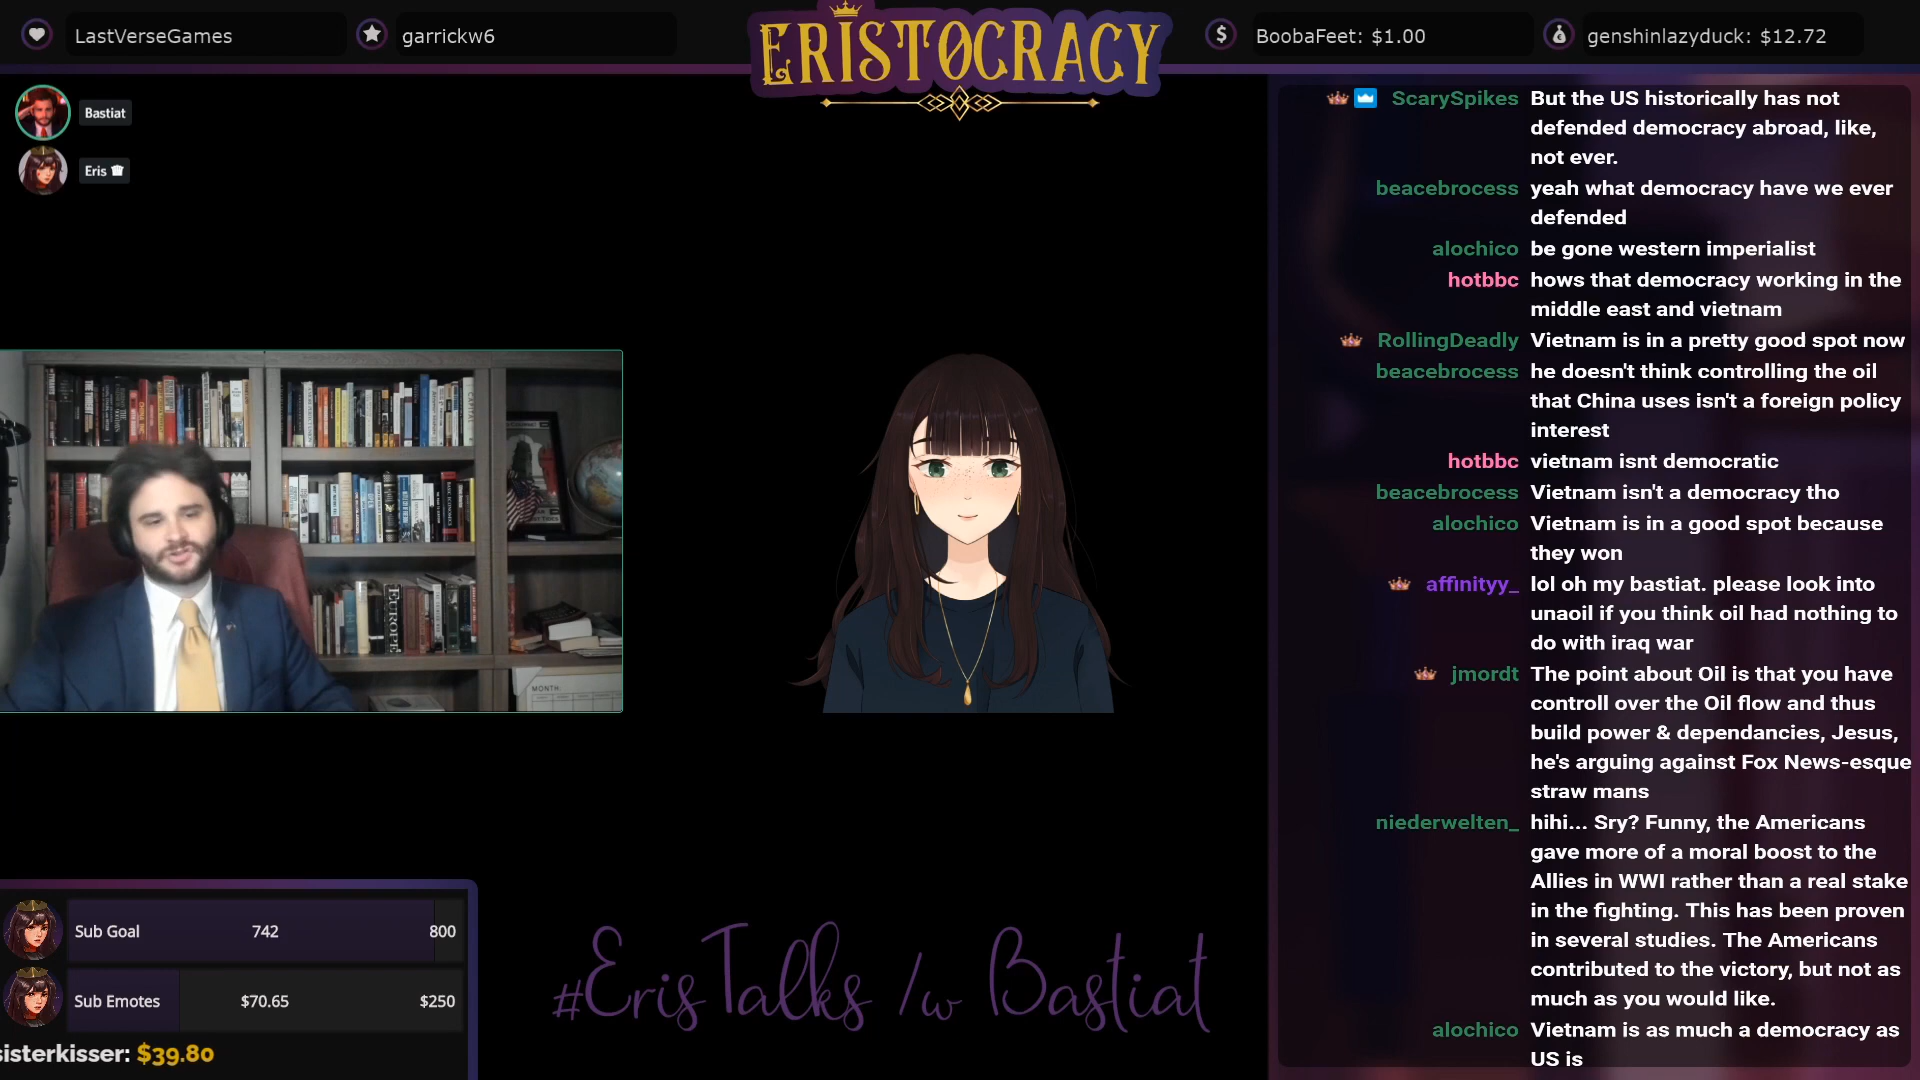 LastVerseGames
garrickw6
ERISTOCRACY
BoobaFeet: $1.00
genshinlazyduck: $12.72
Bastiat
Eris
ScarySpikes But the US historically has not
defended democracy abroad, like,
not ever.
beacebrocess yeah what democracy have we ever
defended
alochico be gone western imperialist
hotbbc hows that democracy working in the
middle east and vietnam
RollingDeadly Vietnam is in a pretty good spot now
beacebrocess he doesn't think controlling the oil
that China uses isn't a foreign policy
interest
hotbbc vietnam isnt democratic
beacebrocess Vietnam isn't a democracy tho
alochico Vietnam is in a good spot because
they won
affinityy_ lol oh my bastiat. please look into
unaoil if you think oil had nothing to
do with iraq war
jmordt The point about Oil is that you have
controll over the Oil flow and thus
build power & dependancies, Jesus,
he's arguing against Fox News-esque
straw mans
niederwelten_ hihi... Sry? Funny, the Americans
gave more of a moral boost to the
Allies in WWI rather than a real stake
in the fighting. This has been proven
in several studies. The Americans
contributed to the victory, but not as
much as you would like.
alochico Vietnam is as much a democracy as
US is
EUROPE
MONTH:
Sub Goal 742 800
Sub Emotes $70.65 $250
sisterkisser: $39.80
#ErisTalks /w Bastiat